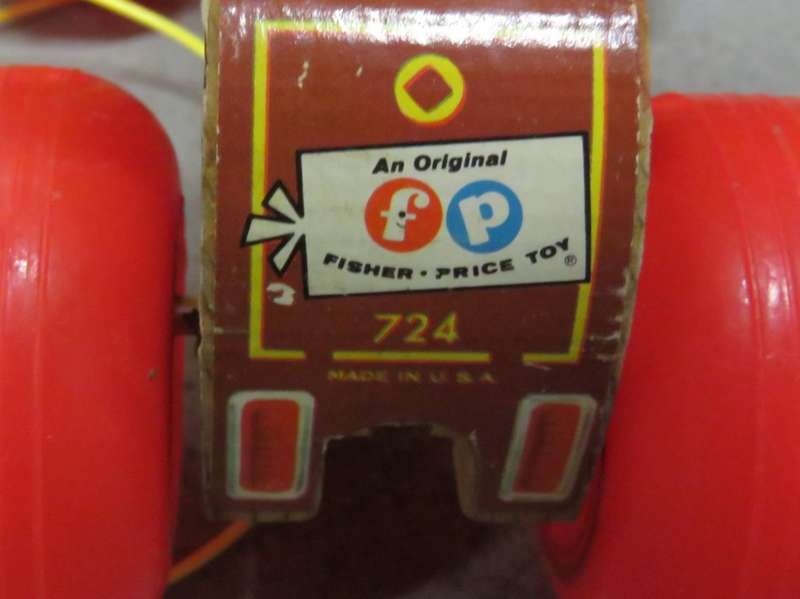 An Original
fp
FISHER · PRICE TOY®
724
MADE IN U.S.A.